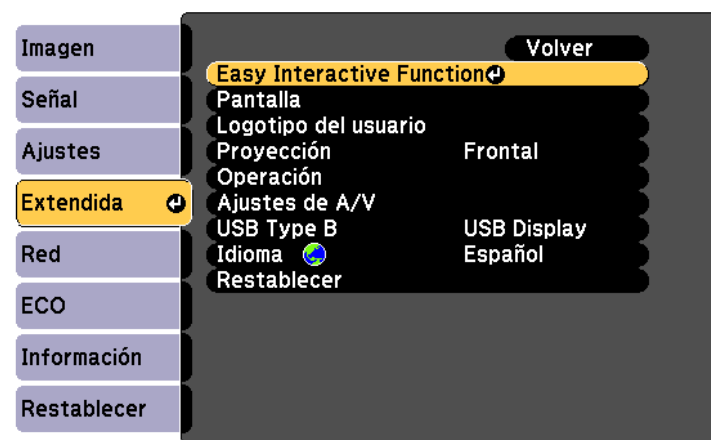 Imagen
Señal
Ajustes
Extendida
Red
ECO
Información
Restablecer
Volver
Easy Interactive Function
Pantalla
Logotipo del usuario
Proyección Frontal
Operación
Ajustes de A/V
USB Type B USB Display
Idioma Español
Restablecer